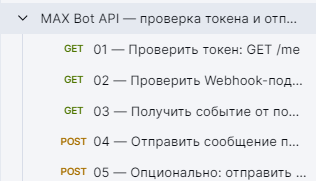 MAX Bot API — проверка токена и отп...
GET 01 — Проверить токен: GET /me
GET 02 — Проверить Webhook-под...
GET 03 — Получить событие от по...
POST 04 — Отправить сообщение п...
POST 05 — Опционально: отправить ...